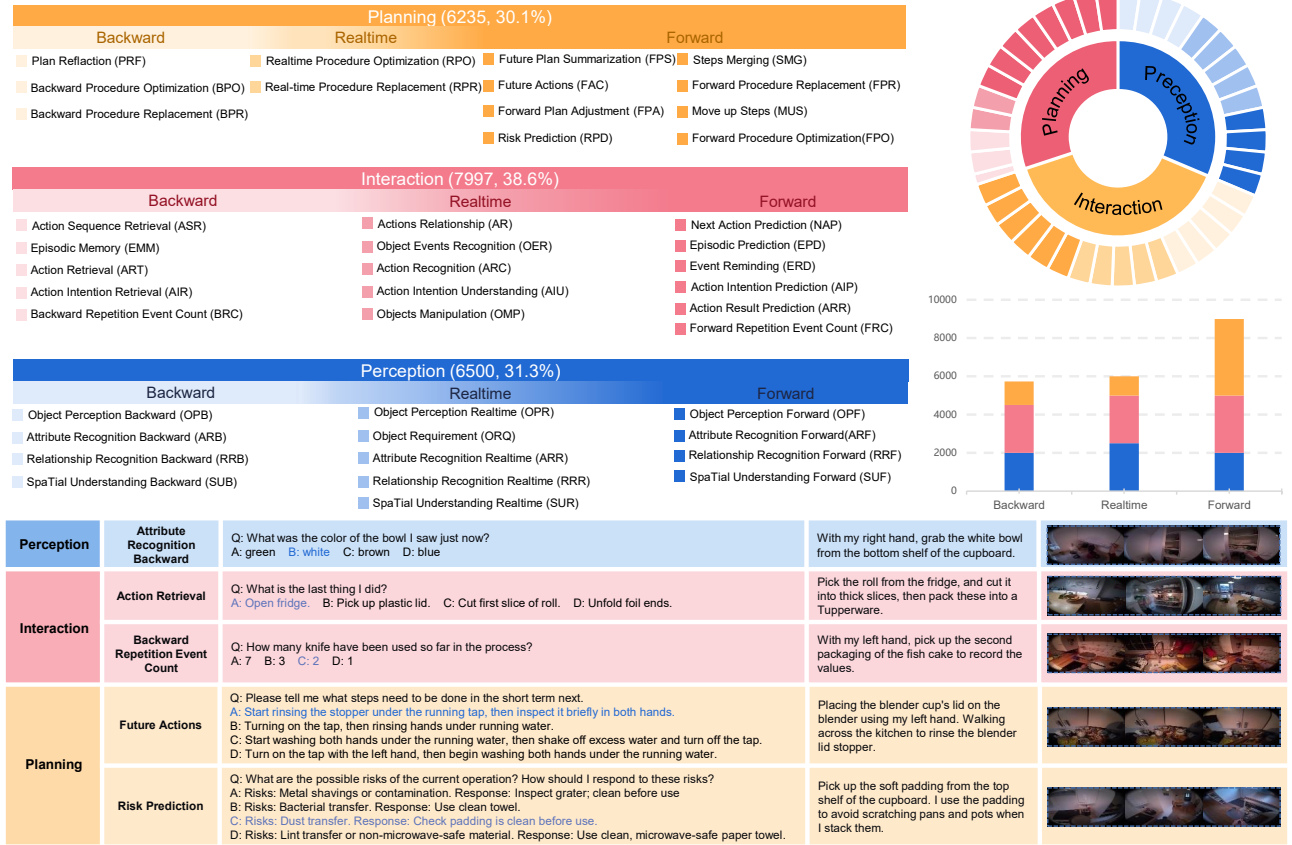 Planning (6235, 30.1%)
Backward Realtime Forward
Plan Reflaction (PRF)
Backward Procedure Optimization (BPO)
Backward Procedure Replacement (BPR)
Realtime Procedure Optimization (RPO)
Real-time Procedure Replacement (RPR)
Future Plan Summarization (FPS)
Future Actions (FAC)
Forward Plan Adjustment (FPA)
Risk Prediction (RPD)
Steps Merging (SMG)
Forward Procedure Replacement (FPR)
Move up Steps (MUS)
Forward Procedure Optimization(FPO)
Interaction (7997, 38.6%)
Backward Realtime Forward
Action Sequence Retrieval (ASR)
Episodic Memory (EMM)
Action Retrieval (ART)
Action Intention Retrieval (AIR)
Backward Repetition Event Count (BRC)
Actions Relationship (AR)
Object Events Recognition (OER)
Action Recognition (ARC)
Action Intention Understanding (AIU)
Objects Manipulation (OMP)
Next Action Prediction (NAP)
Episodic Prediction (EPD)
Event Reminding (ERD)
Action Intention Prediction (AIP)
Action Result Prediction (ARR)
Forward Repetition Event Count (FRC)
Perception (6500, 31.3%)
Backward Realtime Forward
Object Perception Backward (OPB)
Attribute Recognition Backward (ARB)
Relationship Recognition Backward (RRB)
SpaTial Understanding Backward (SUB)
Object Perception Realtime (OPR)
Object Requirement (ORQ)
Attribute Recognition Realtime (ARR)
Relationship Recognition Realtime (RRR)
SpaTial Understanding Realtime (SUR)
Object Perception Forward (OPF)
Attribute Recognition Forward(ARF)
Relationship Recognition Forward (RRF)
SpaTial Understanding Forward (SUF)
Planning
Preception
Interaction
10000
8000
6000
4000
2000
0
Backward Realtime Forward
Perception
Attribute
Recognition
Backward
Q: What was the color of the bowl I saw just now?
A: green B: white C: brown D: blue
With my right hand, grab the white bowl
from the bottom shelf of the cupboard.
Interaction
Action Retrieval
Q: What is the last thing I did?
A: Open fridge. B: Pick up plastic lid. C: Cut first slice of roll. D: Unfold foil ends.
Pick the roll from the fridge, and cut it
into thick slices, then pack these into a
Tupperware.
Backward
Repetition Event
Count
Q: How many knife have been used so far in the process?
A: 7 B: 3 C: 2 D: 1
With my left hand, pick up the second
packaging of the fish cake to record the
values.
Planning
Future Actions
Q: Please tell me what steps need to be done in the short term next.
A: Start rinsing the stopper under the running tap, then inspect it briefly in both hands.
B: Turning on the tap, then rinsing hands under running water.
C: Start washing both hands under the running water, then shake off excess water and turn off the tap.
D: Turn on the tap with the left hand, then begin washing both hands under the running water.
Placing the blender cup's lid on the
blender using my left hand. Walking
across the kitchen to rinse the blender
lid stopper.
Risk Prediction
Q: What are the possible risks of the current operation? How should I respond to these risks?
A: Risks: Metal shavings or contamination. Response: Inspect grater; clean before use
B: Risks: Bacterial transfer. Response: Use clean towel.
C: Risks: Dust transfer. Response: Check padding is clean before use.
D: Risks: Lint transfer or non-microwave-safe material. Response: Use clean, microwave-safe paper towel.
Pick up the soft padding from the top
shelf of the cupboard. I use the padding
to avoid scratching pans and pots when
I stack them.